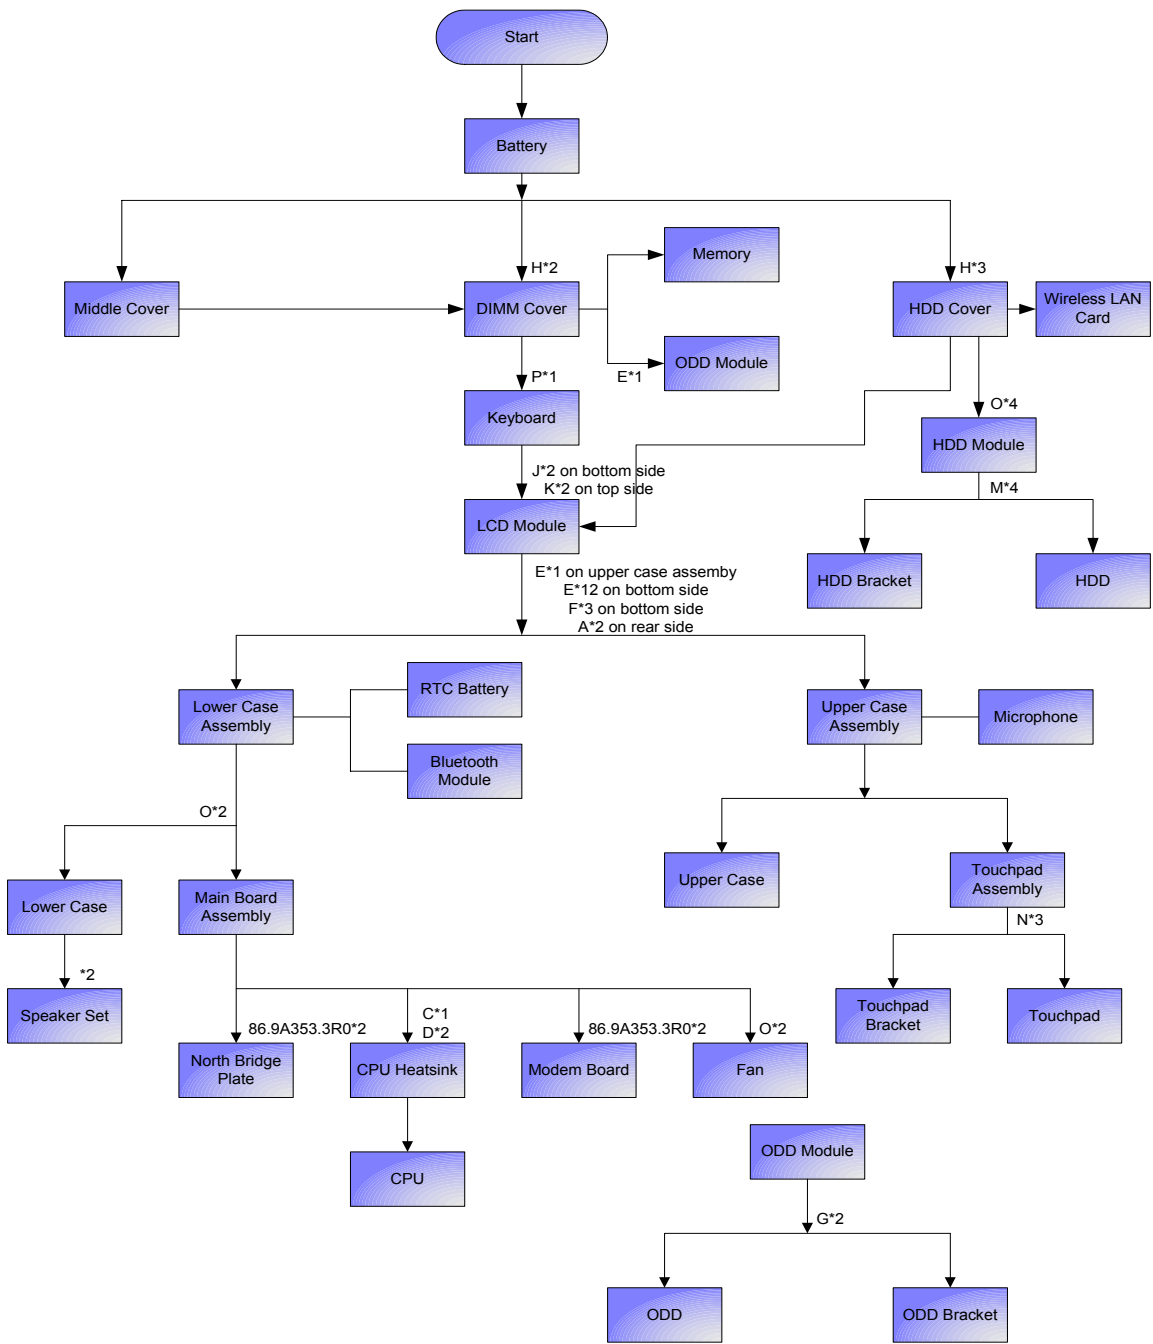 Start
Battery
H*2
H*3
Memory
Middle Cover
DIMM Cover
HDD Cover
Wireless LAN
Card
P*1
E*1
ODD Module
O*4
Keyboard
HDD Module
J*2 on bottom side
K*2 on top side
M*4
LCD Module
HDD Bracket
HDD
E*1 on upper case assemby
E*12 on bottom side
F*3 on bottom side
A*2 on rear side
RTC Battery
Lower Case
Assembly
Upper Case
Assembly
Microphone
Bluetooth
Module
O*2
Upper Case
Touchpad
Assembly
Lower Case
Main Board
Assembly
N*3
*2
Speaker Set
Touchpad
Bracket
Touchpad
86.9A353.3R0*2
C*1
D*2
86.9A353.3R0*2
O*2
North Bridge
Plate
CPU Heatsink
Modem Board
Fan
CPU
ODD Module
G*2
ODD
ODD Bracket